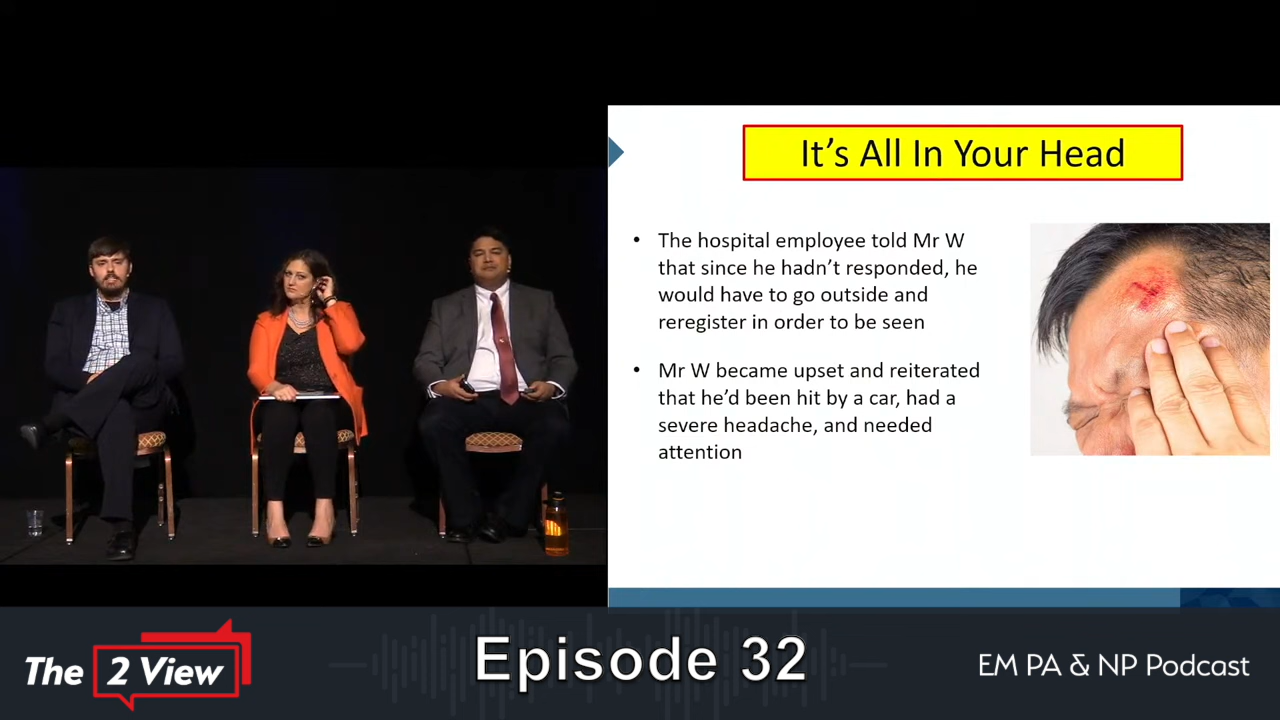 It's All In Your Head
• The hospital employee told Mr W
that since he hadn't responded, he
would have to go outside and
reregister in order to be seen
• Mr W became upset and reiterated
that he'd been hit by a car, had a
severe headache, and needed
attention
The 2 View
Episode 32
EM PA & NP Podcast